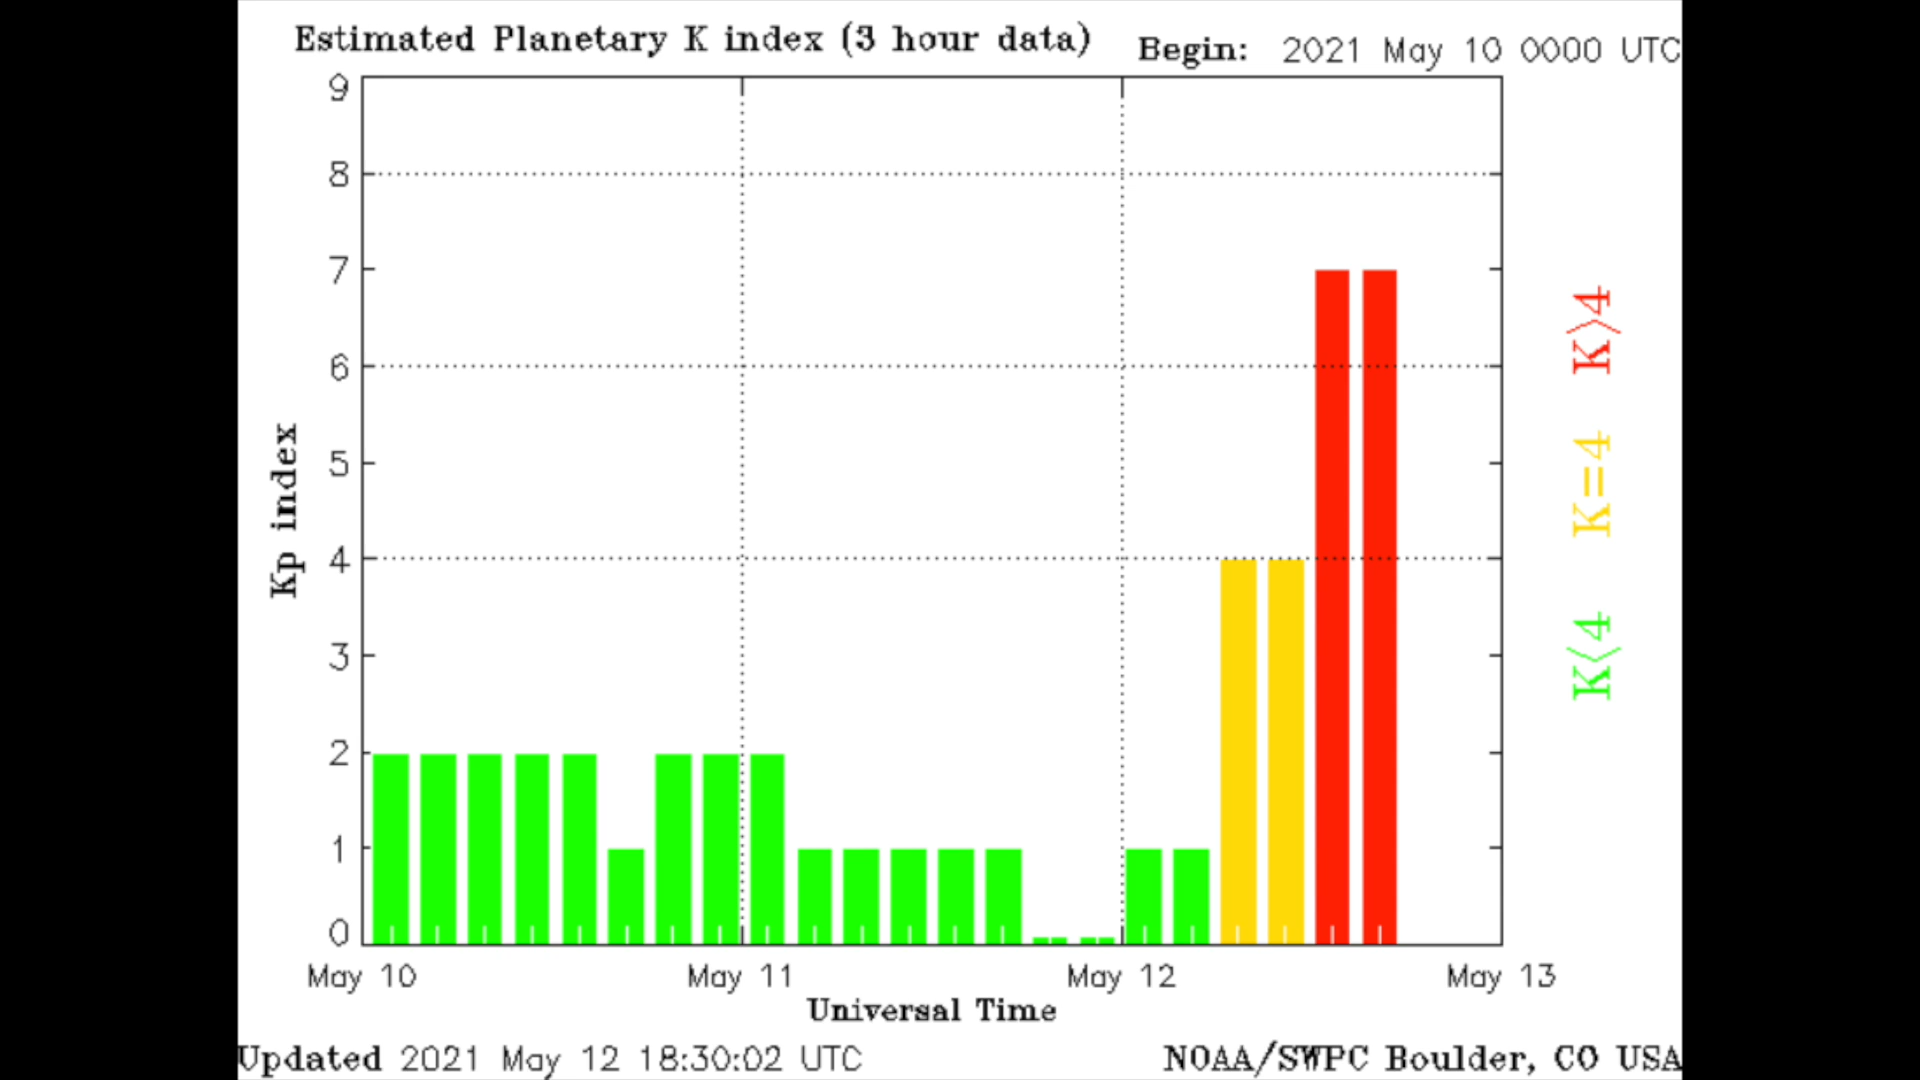 Estimated Planetary K index (3 hour data)
Begin: 2021 May 10 0000 UTC
9
8
7
6
5
4
3
2
1
0
Kp index
K>4
K=4
K<4
May 10
May 11
May 12
May 13
Universal Time
Updated 2021 May 12 18:30:02 UTC
NOAA/SWPC Boulder, CO USA